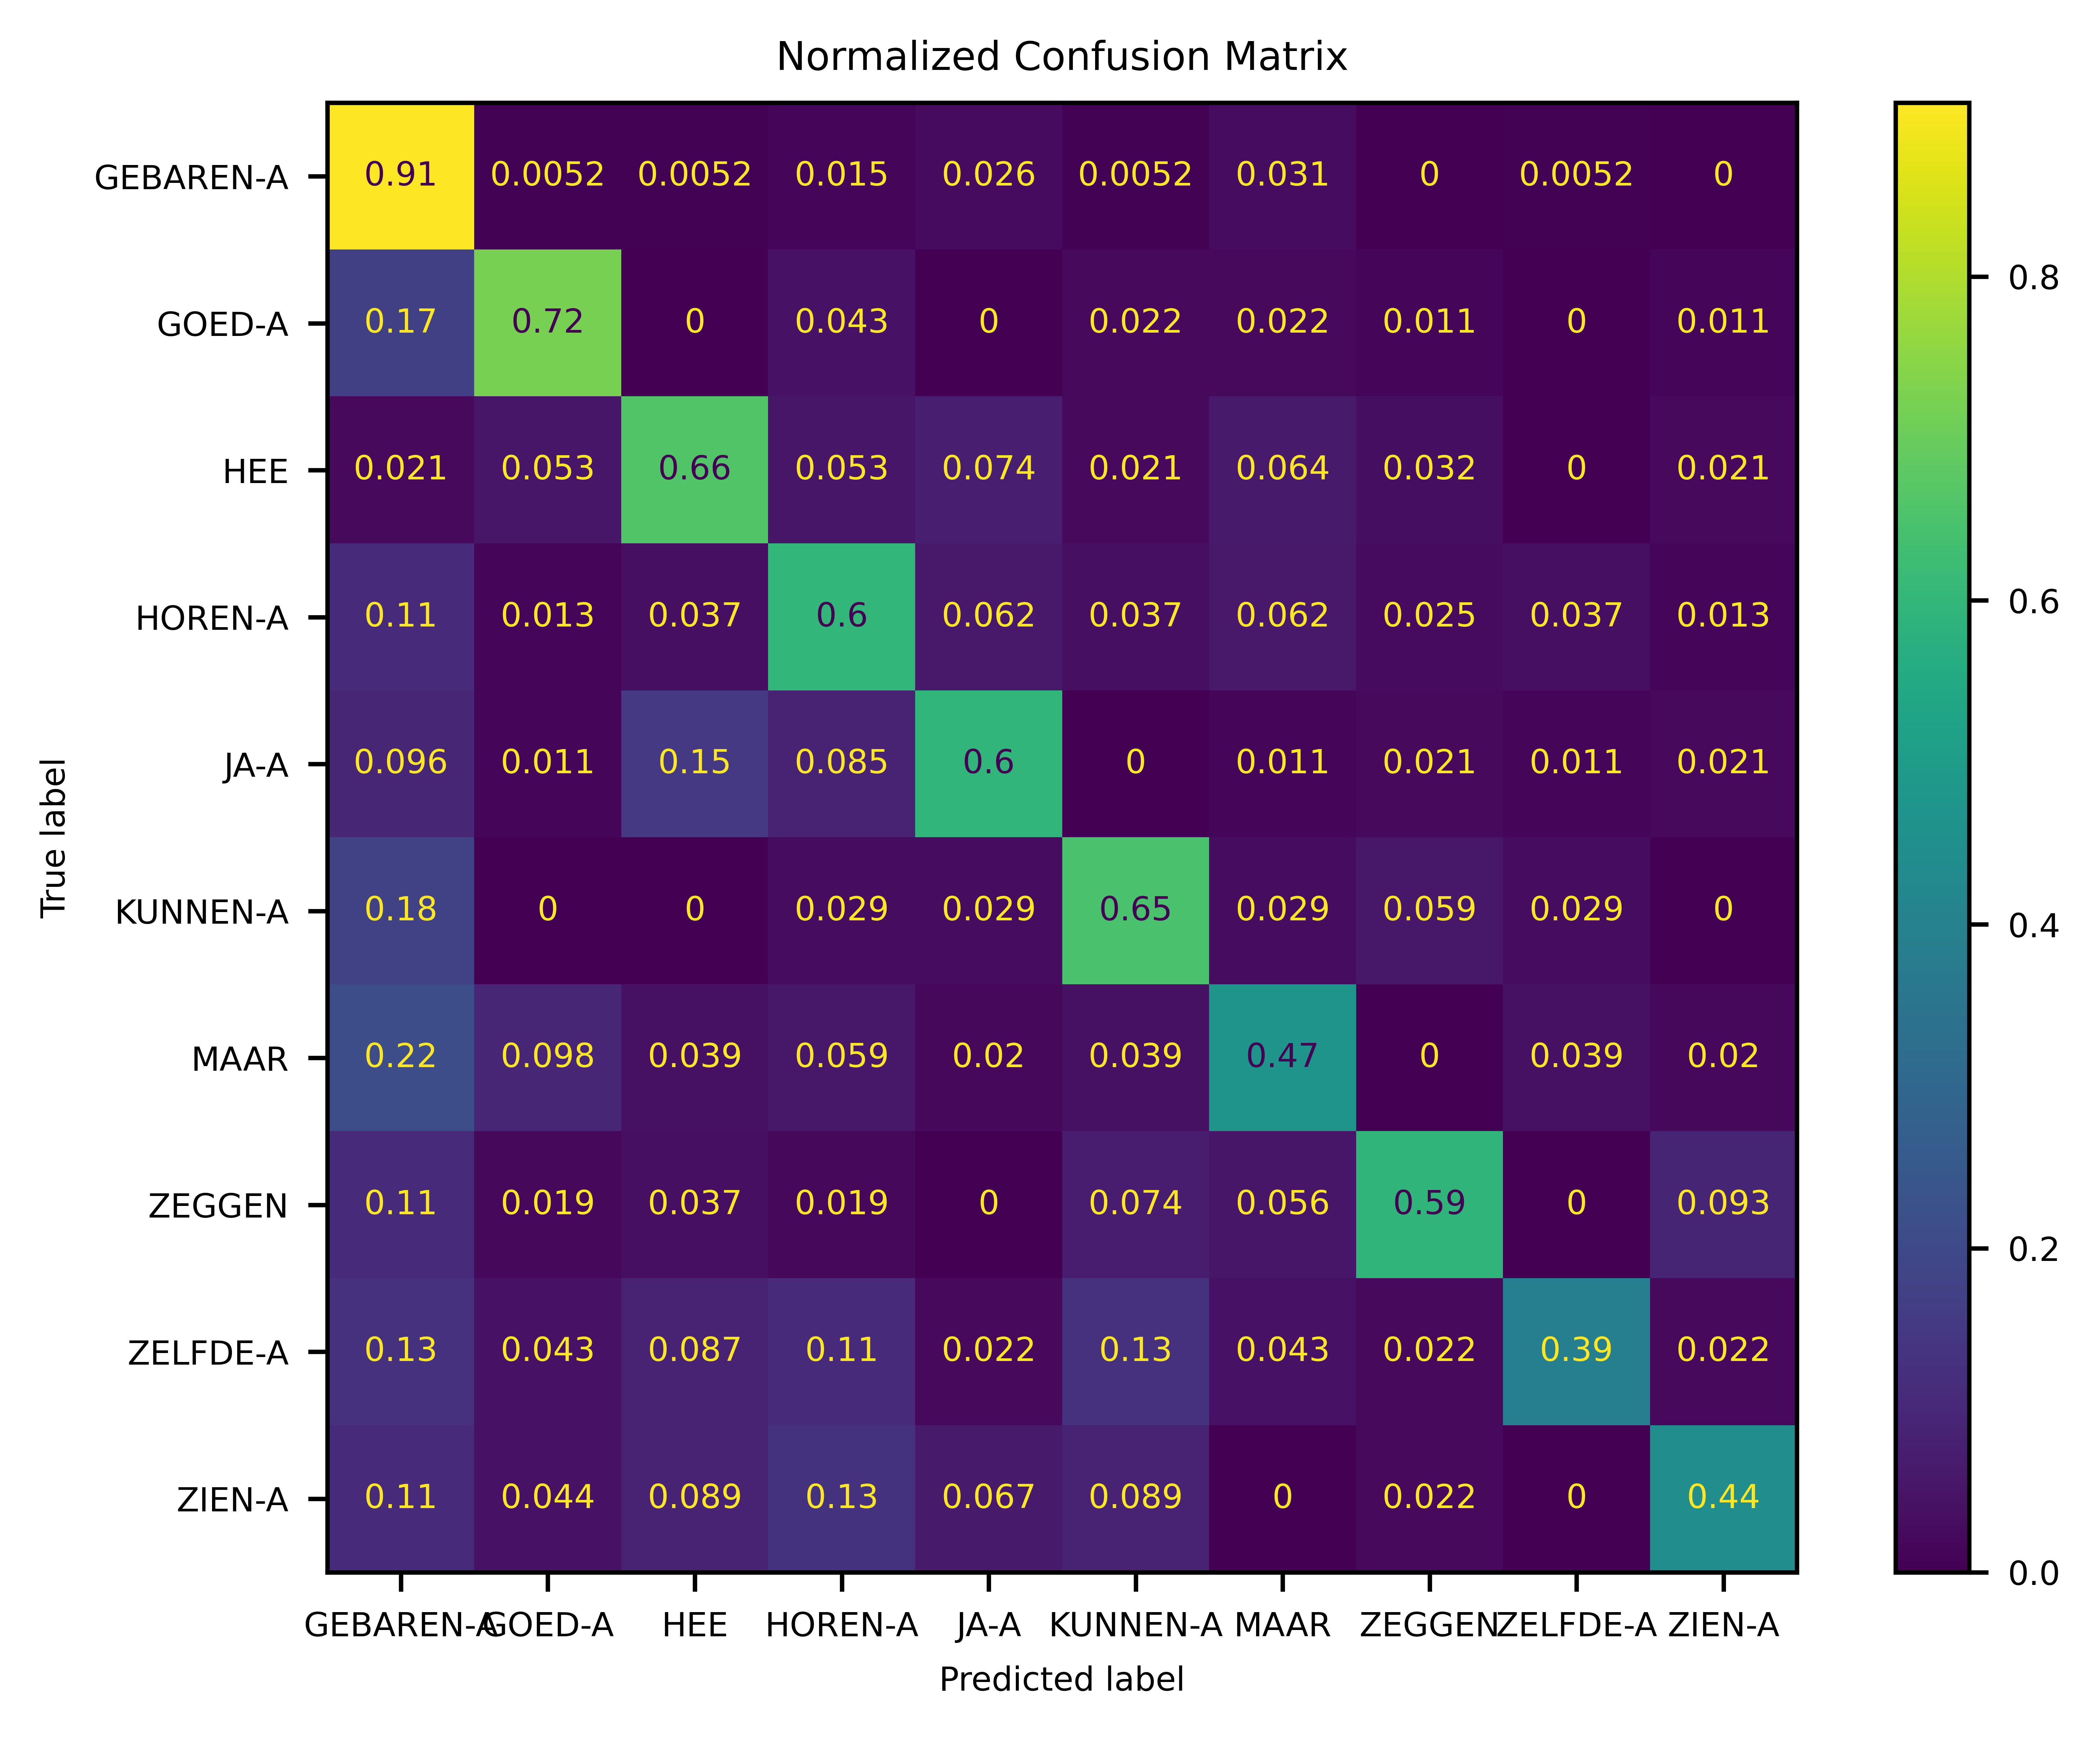 Normalized Confusion Matrix
GEBAREN-A 0.91 0.0052 0.0052 0.015 0.026 0.0052 0.031 0 0.0052 0
GOED-A 0.17 0.72 0 0.043 0 0.022 0.022 0.011 0 0.011
HEE 0.021 0.053 0.66 0.053 0.074 0.021 0.064 0.032 0 0.021
HOREN-A 0.11 0.013 0.037 0.6 0.062 0.037 0.062 0.025 0.037 0.013
JA-A 0.096 0.011 0.15 0.085 0.6 0 0.011 0.021 0.011 0.021
KUNNEN-A 0.18 0 0 0.029 0.029 0.65 0.029 0.059 0.029 0
MAAR 0.22 0.098 0.039 0.059 0.02 0.039 0.47 0 0.039 0.02
ZEGGEN 0.11 0.019 0.037 0.019 0 0.074 0.056 0.59 0 0.093
ZELFDE-A 0.13 0.043 0.087 0.11 0.022 0.13 0.043 0.022 0.39 0.022
ZIEN-A 0.11 0.044 0.089 0.13 0.067 0.089 0 0.022 0 0.44
GEBAREN-A GOED-A HEE HOREN-A JA-A KUNNEN-A MAAR ZEGGEN ZELFDE-A ZIEN-A
Predicted label
True label
0.8
0.6
0.4
0.2
0.0